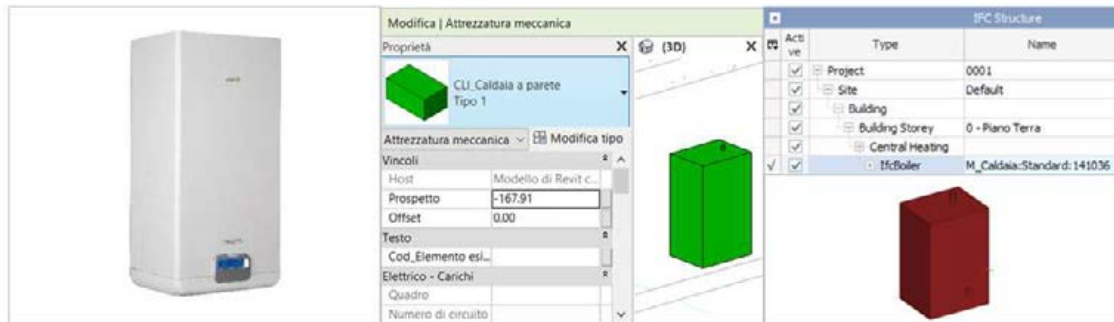 Modifica | Attrezzatura meccanica
Proprietà X
CLI_Caldaia a parete
Tipo 1
Attrezzatura meccanica Modifica tipo
Vincoli
Host Modello di Revit c...
Prospetto -167.91
Offset 0.00
Testo
Cod_Elemento esi...
Elettrico - Carichi
Quadro
Numero di circuito
{3D} X
IFC Structure
Acti
ve Type Name
Project 0001
Site Default
Building
Building Storey 0 - Piano Terra
Central Heating
IfcBoiler M_Caldaia:Standard:141036